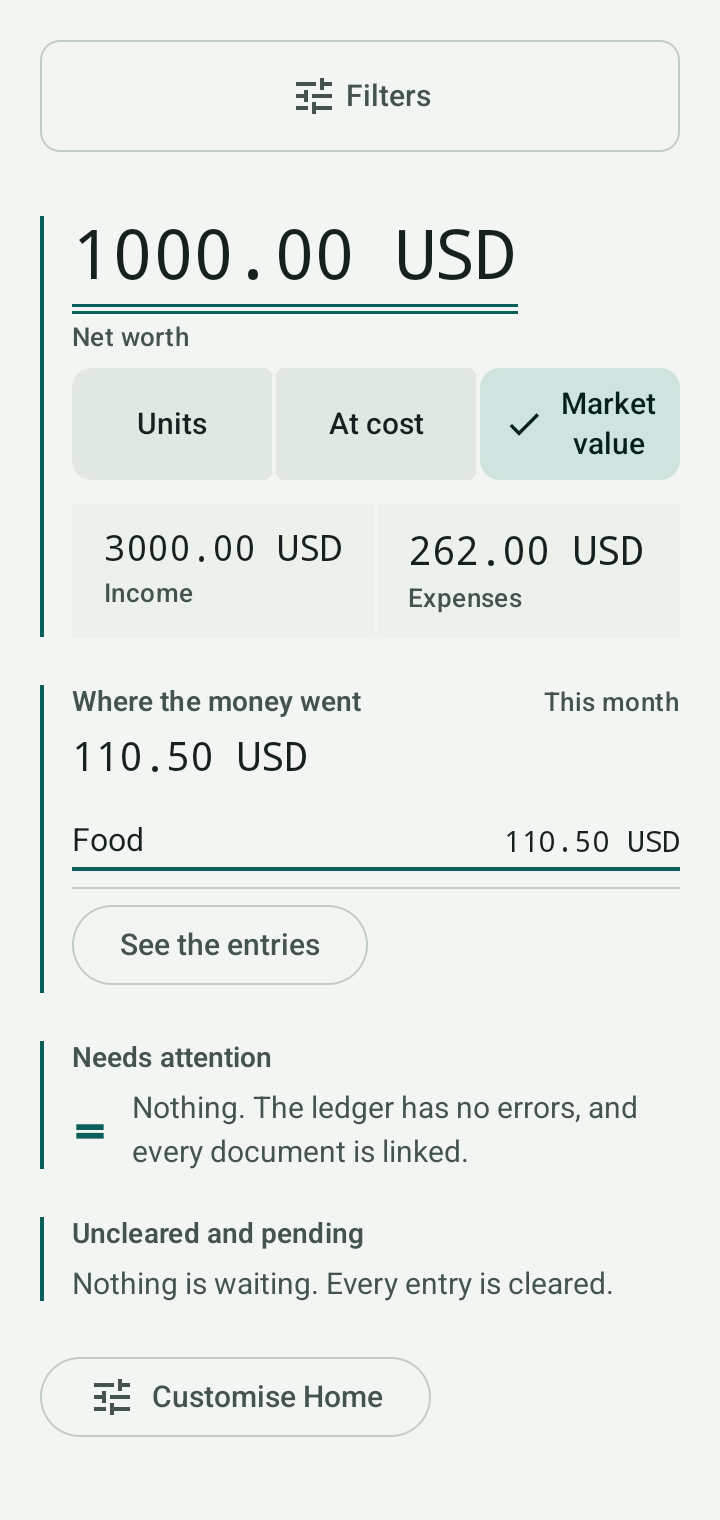 Filters
1000.00 USD
Net worth
Units
At cost
Market
value
3000.00 USD
Income
262.00 USD
Expenses
Where the money went
This month
110.50 USD
Food
110.50 USD
See the entries
Needs attention
Nothing. The ledger has no errors, and
every document is linked.
Uncleared and pending
Nothing is waiting. Every entry is cleared.
Customise Home